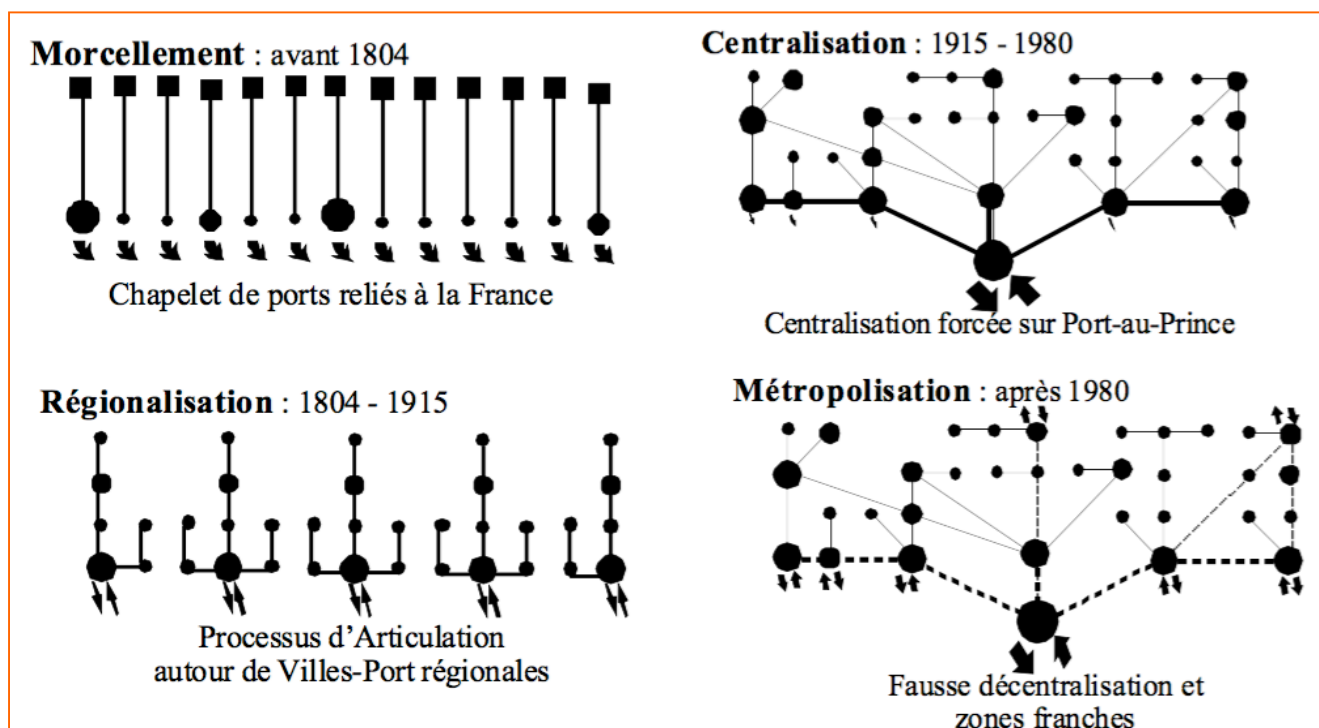 Morcellement : avant 1804
Chapelet de ports reliés à la France
Centralisation : 1915 - 1980
Centralisation forcée sur Port-au-Prince
Régionalisation : 1804 - 1915
Processus d'Articulation
autour de Villes-Port régionales
Métropolisation : après 1980
Fausse décentralisation et
zones franches